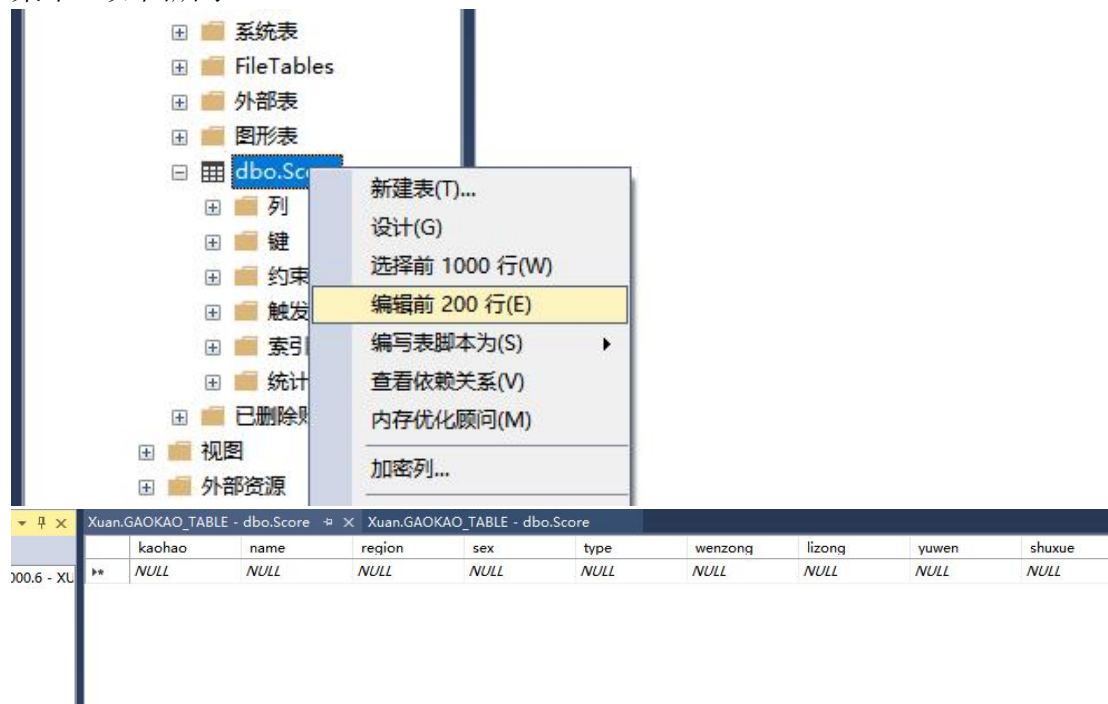 系统表
FileTables
外部表
图形表
dbo.Sc
列
键
约束
触发
索引
统计
已删除
视图
外部资源
新建表(T)...
设计(G)
选择前 1000 行(W)
编辑前 200 行(E)
编写表脚本为(S)
查看依赖关系(V)
内存优化顾问(M)
加密列...
Xuan.GAOKAO_TABLE - dbo.Score Xuan.GAOKAO_TABLE - dbo.Score
kaohao name region sex type wenzong lizong yuwen shuxue
000.6 - XU NULL NULL NULL NULL NULL NULL NULL NULL NULL